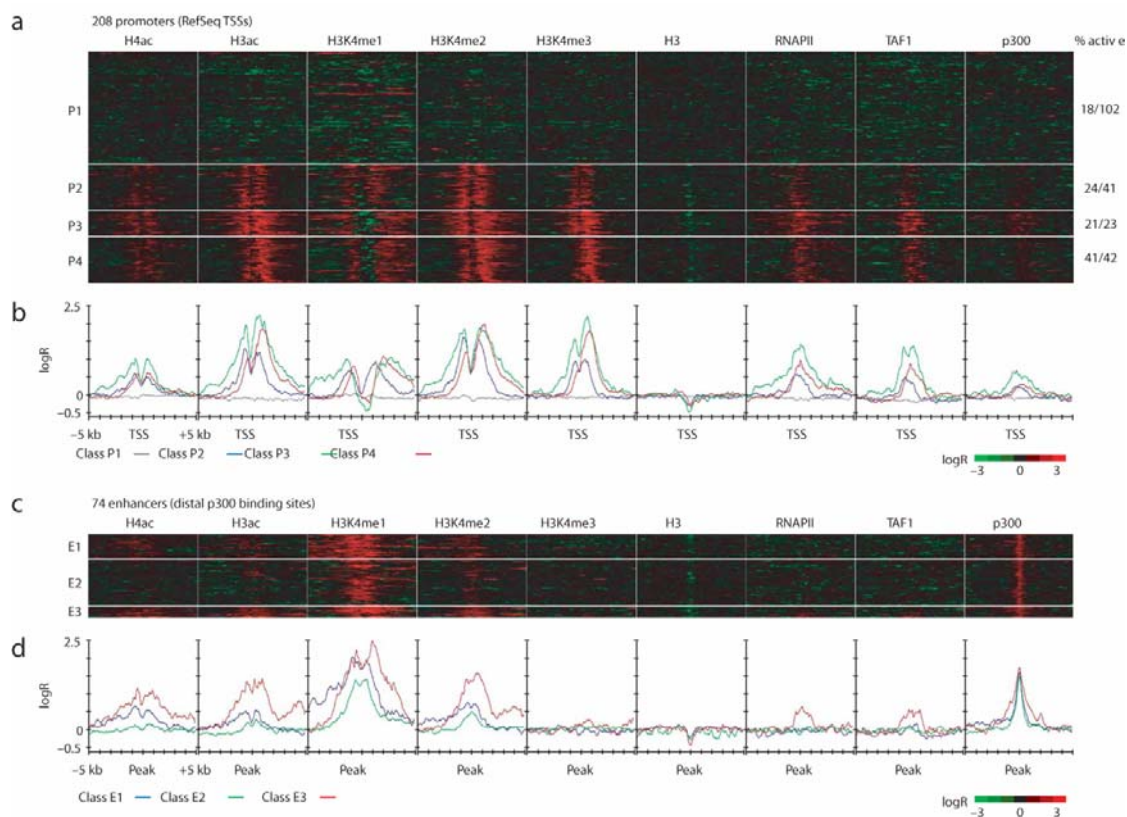 a
208 promoters (RefSeq TSSs)
H4ac H3ac H3K4me1 H3K4me2 H3K4me3 H3 RNAPII TAF1 p300 % activ e
P1 18/102
P2 24/41
P3 21/23
P4 41/42
b
2.5
logR
0
−0.5
−5 kb TSS +5 kb TSS TSS TSS TSS TSS TSS TSS TSS
Class P1 Class P2 Class P3 Class P4
logR
−3 0 3
c
74 enhancers (distal p300 binding sites)
H4ac H3ac H3K4me1 H3K4me2 H3K4me3 H3 RNAPII TAF1 p300
E1
E2
E3
d
2.5
logR
0
−0.5
−5 kb Peak +5 kb Peak Peak Peak Peak Peak Peak Peak Peak
Class E1 Class E2 Class E3
logR
−3 0 3